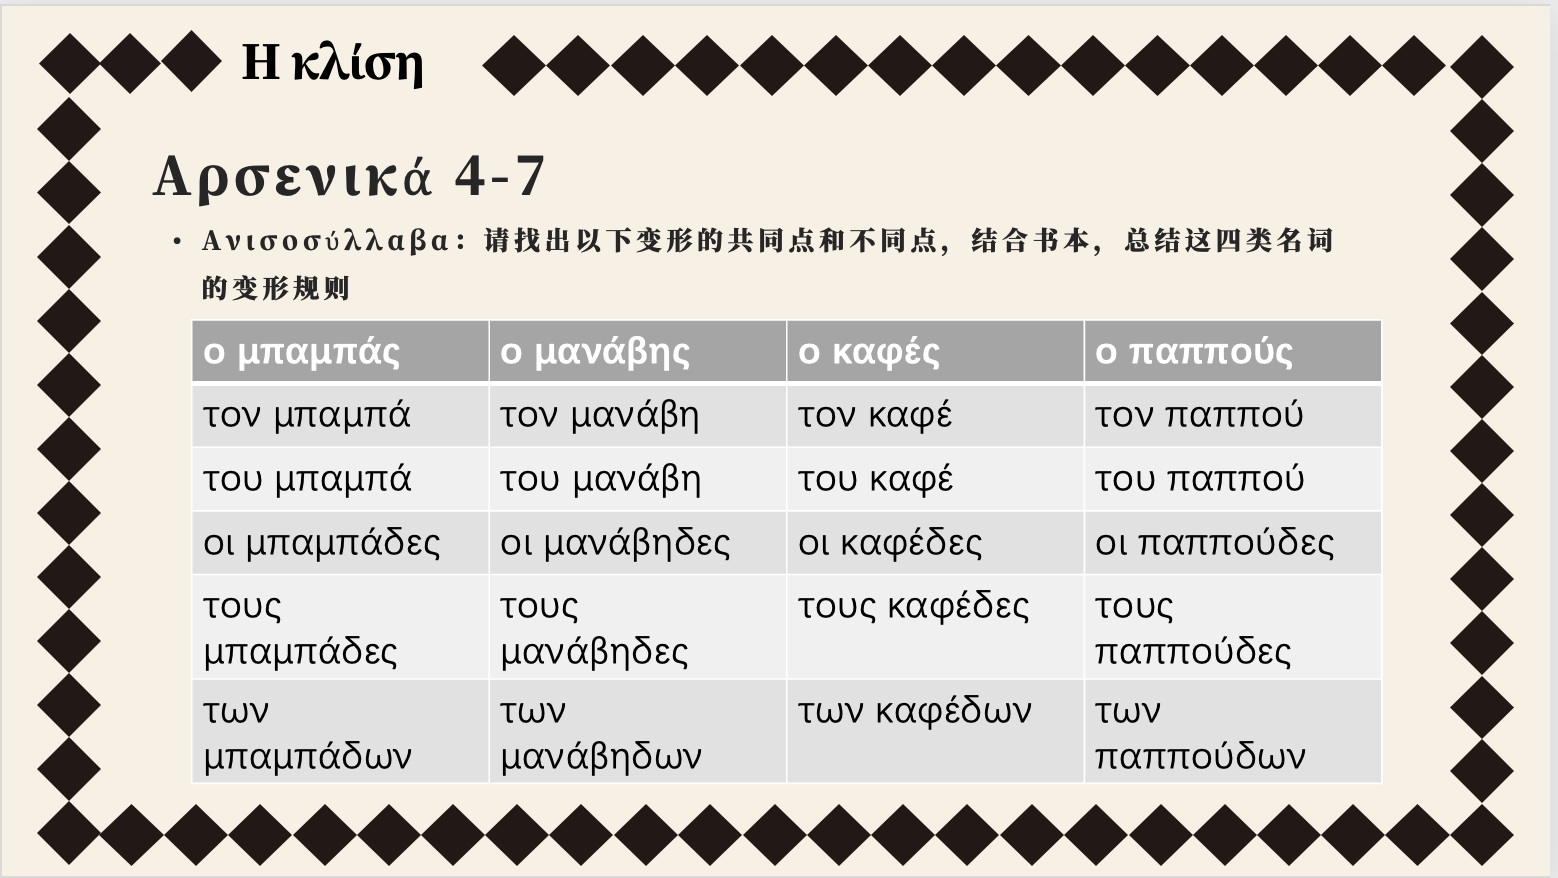 Η κλίση
Αρσενικά 4-7
• Ανισοσύλλαβα：请找出以下变形的共同点和不同点，结合书本，总结这四类名词
的变形规则
ο μπαμπάς ο μανάβης ο καφές ο παππούς
τον μπαμπά τον μανάβη τον καφέ τον παππού
του μπαμπά του μανάβη του καφέ του παππού
οι μπαμπάδες οι μανάβηδες οι καφέδες οι παππούδες
τους τους τους καφέδες τους
μπαμπάδες μανάβηδες παππούδες
των των των καφέδων των
μπαμπάδων μανάβηδων παππούδων